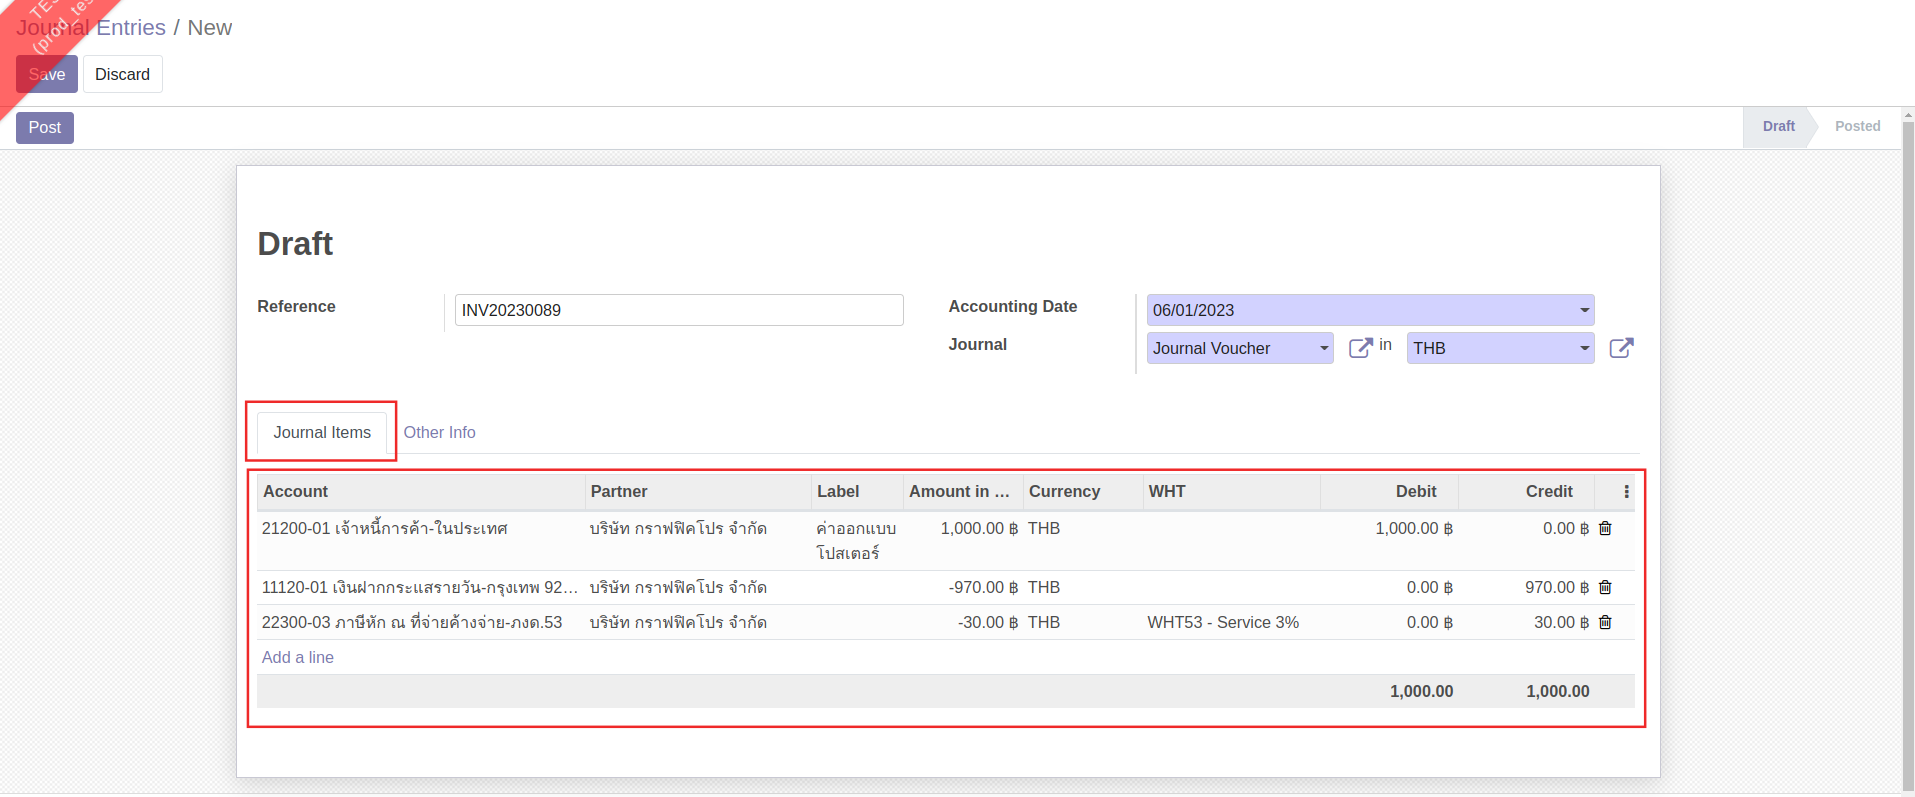 TES
(prod_tes
Journal Entries / New
Save Discard
Post Draft Posted
Draft
Reference INV20230089 Accounting Date 06/01/2023
Journal Journal Voucher in THB
Journal Items Other Info
Account Partner Label Amount in ... Currency WHT Debit Credit
21200-01 เจ้าหนี้การค้า-ในประเทศ บริษัท กราฟฟิคโปร จำกัด ค่าออกแบบ 1,000.00 ฿ THB 1,000.00 ฿ 0.00 ฿
โปสเตอร์
11120-01 เงินฝากกระแสรายวัน-กรุงเทพ 92... บริษัท กราฟฟิคโปร จำกัด -970.00 ฿ THB 0.00 ฿ 970.00 ฿
22300-03 ภาษีหัก ณ ที่จ่ายค้างจ่าย-ภงด.53 บริษัท กราฟฟิคโปร จำกัด -30.00 ฿ THB WHT53 - Service 3% 0.00 ฿ 30.00 ฿
Add a line
1,000.00 1,000.00